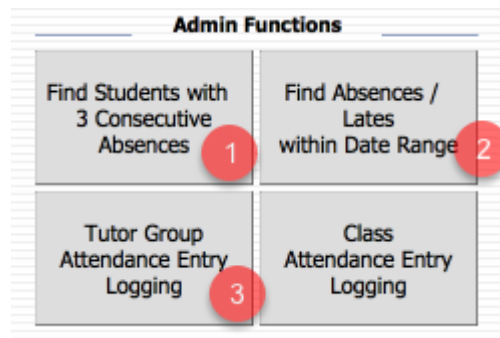 Admin Functions
Find Students with
3 Consecutive
Absences
1
Find Absences /
Lates
within Date Range
2
Tutor Group
Attendance Entry
Logging
3
Class
Attendance Entry
Logging